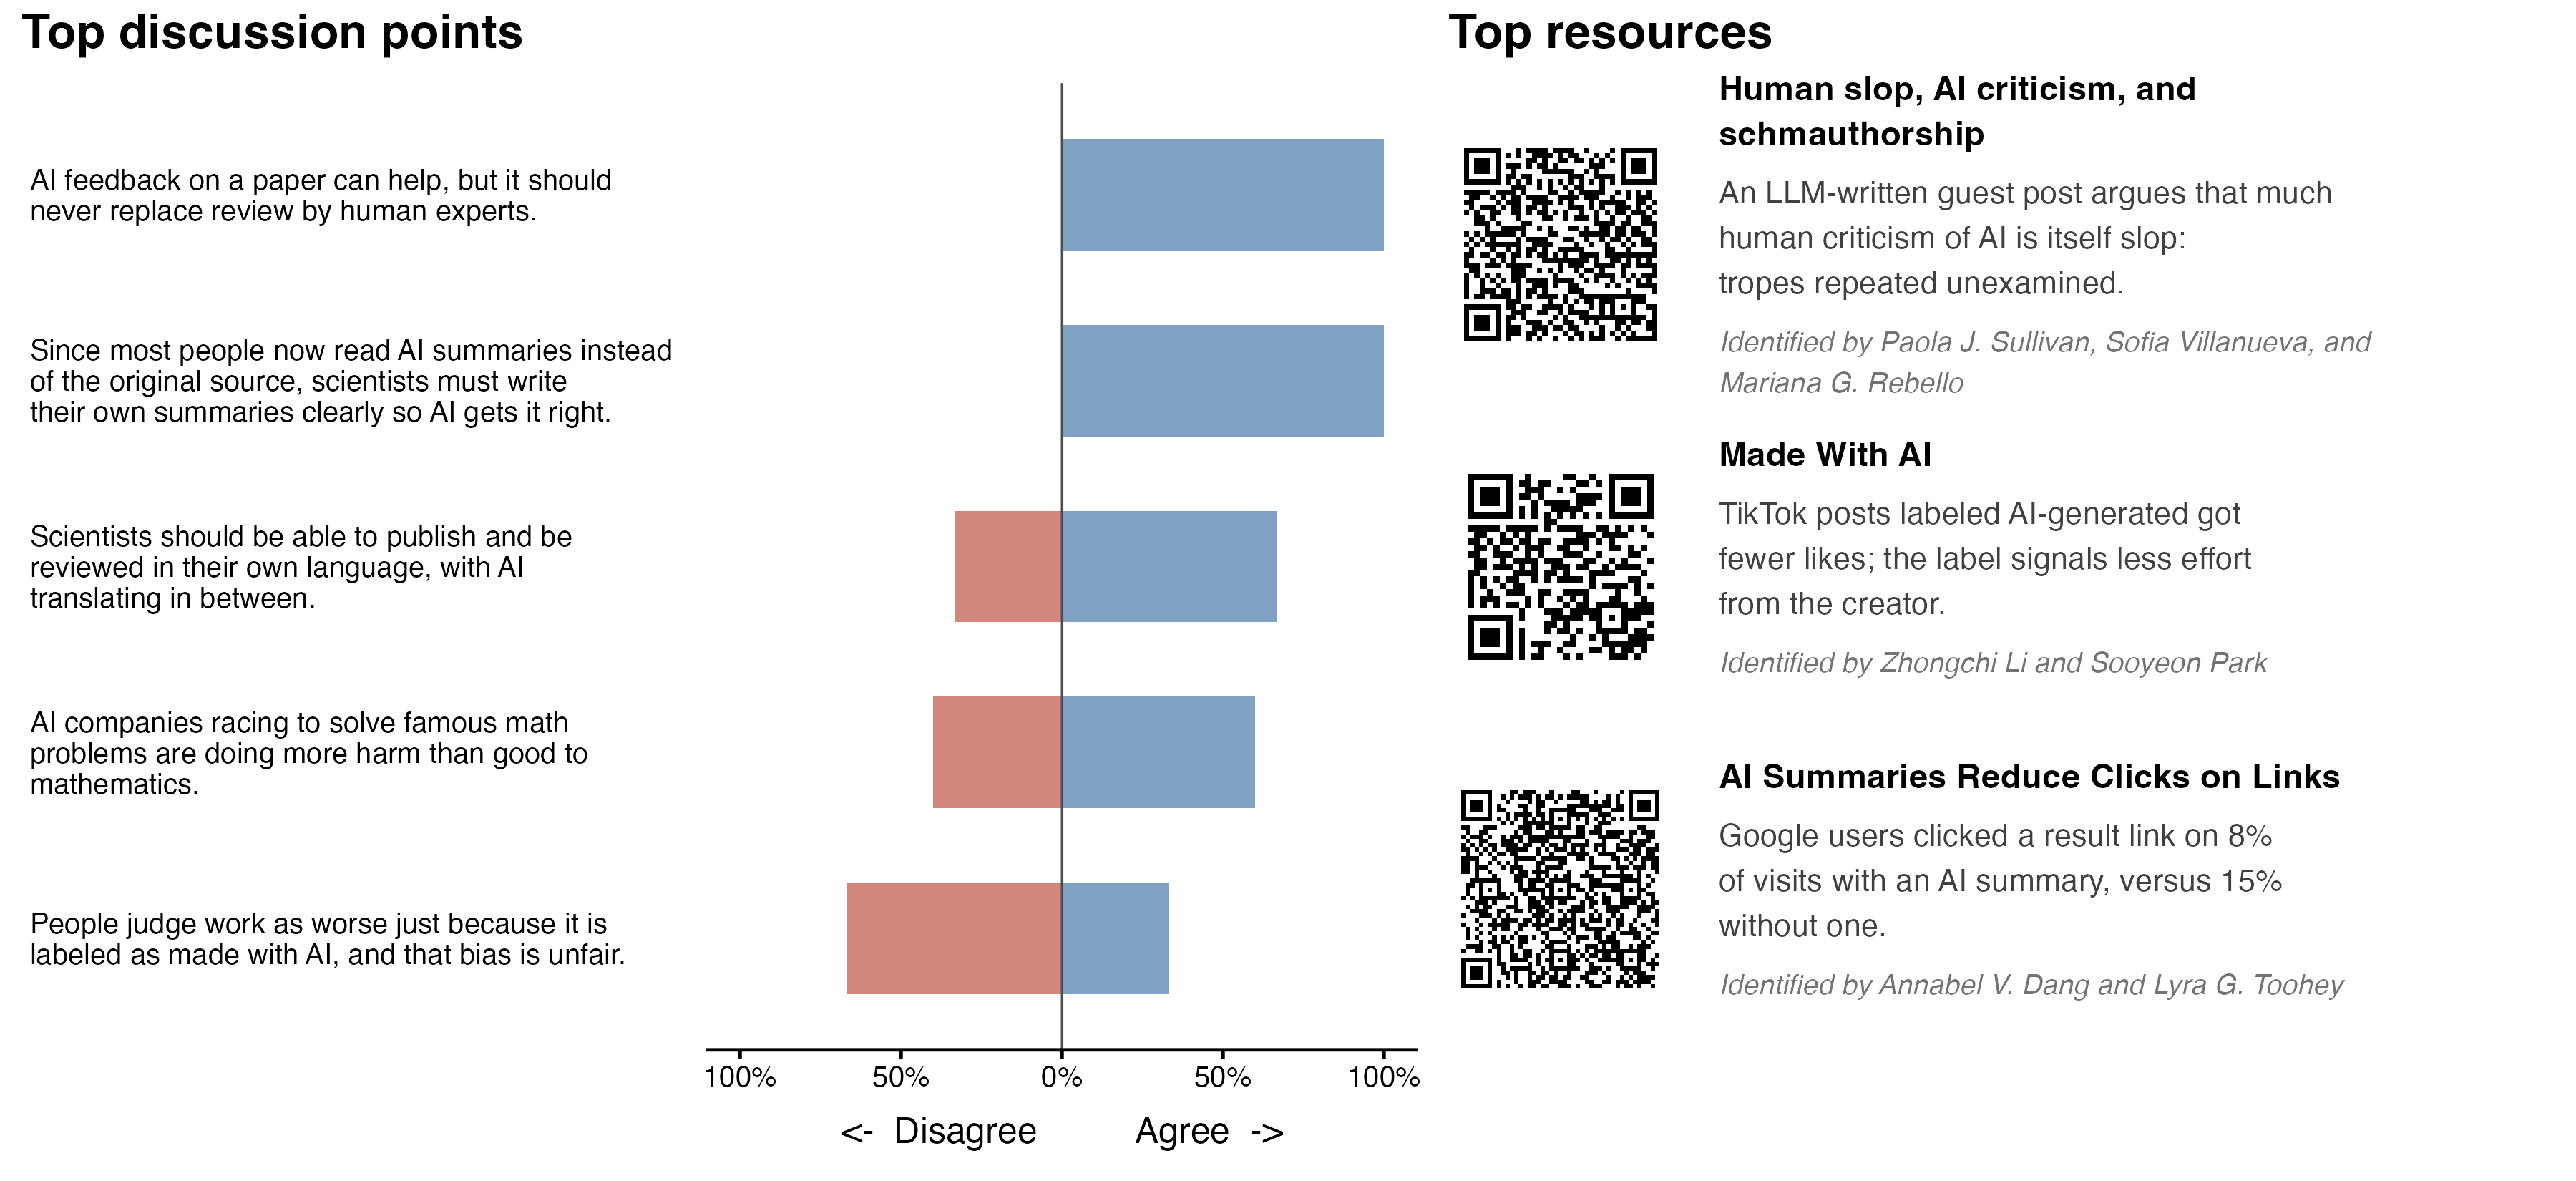 Top discussion points
AI feedback on a paper can help, but it should
never replace review by human experts.
Since most people now read AI summaries instead
of the original source, scientists must write
their own summaries clearly so AI gets it right.
Scientists should be able to publish and be
reviewed in their own language, with AI
translating in between.
AI companies racing to solve famous math
problems are doing more harm than good to
mathematics.
People judge work as worse just because it is
labeled as made with AI, and that bias is unfair.
100% 50% 0% 50% 100%
<- Disagree Agree ->
Top resources
Human slop, AI criticism, and
schmauthorship
An LLM-written guest post argues that much
human criticism of AI is itself slop:
tropes repeated unexamined.
Identified by Paola J. Sullivan, Sofia Villanueva, and
Mariana G. Rebello
Made With AI
TikTok posts labeled AI-generated got
fewer likes; the label signals less effort
from the creator.
Identified by Zhongchi Li and Sooyeon Park
AI Summaries Reduce Clicks on Links
Google users clicked a result link on 8%
of visits with an AI summary, versus 15%
without one.
Identified by Annabel V. Dang and Lyra G. Toohey